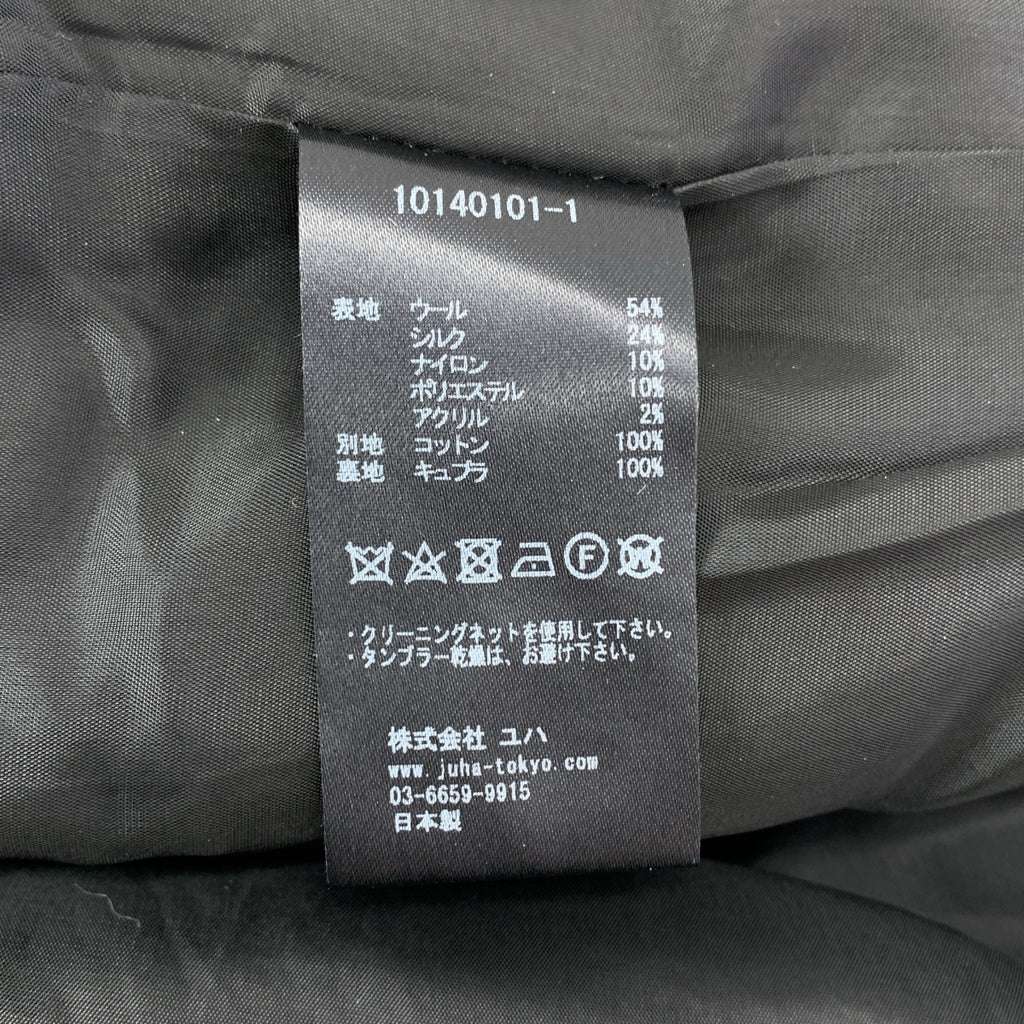 10140101-1
表地 ウール 54%
シルク 24%
ナイロン 10%
ポリエステル 10%
アクリル 2%
別地 コットン 100%
裏地 キュプラ 100%
F W
・クリーニングネットを使用して下さい。
・タンブラー乾燥は、お避け下さい。
株式会社 ユハ
www.juha-tokyo.com
03-6659-9915
日本製